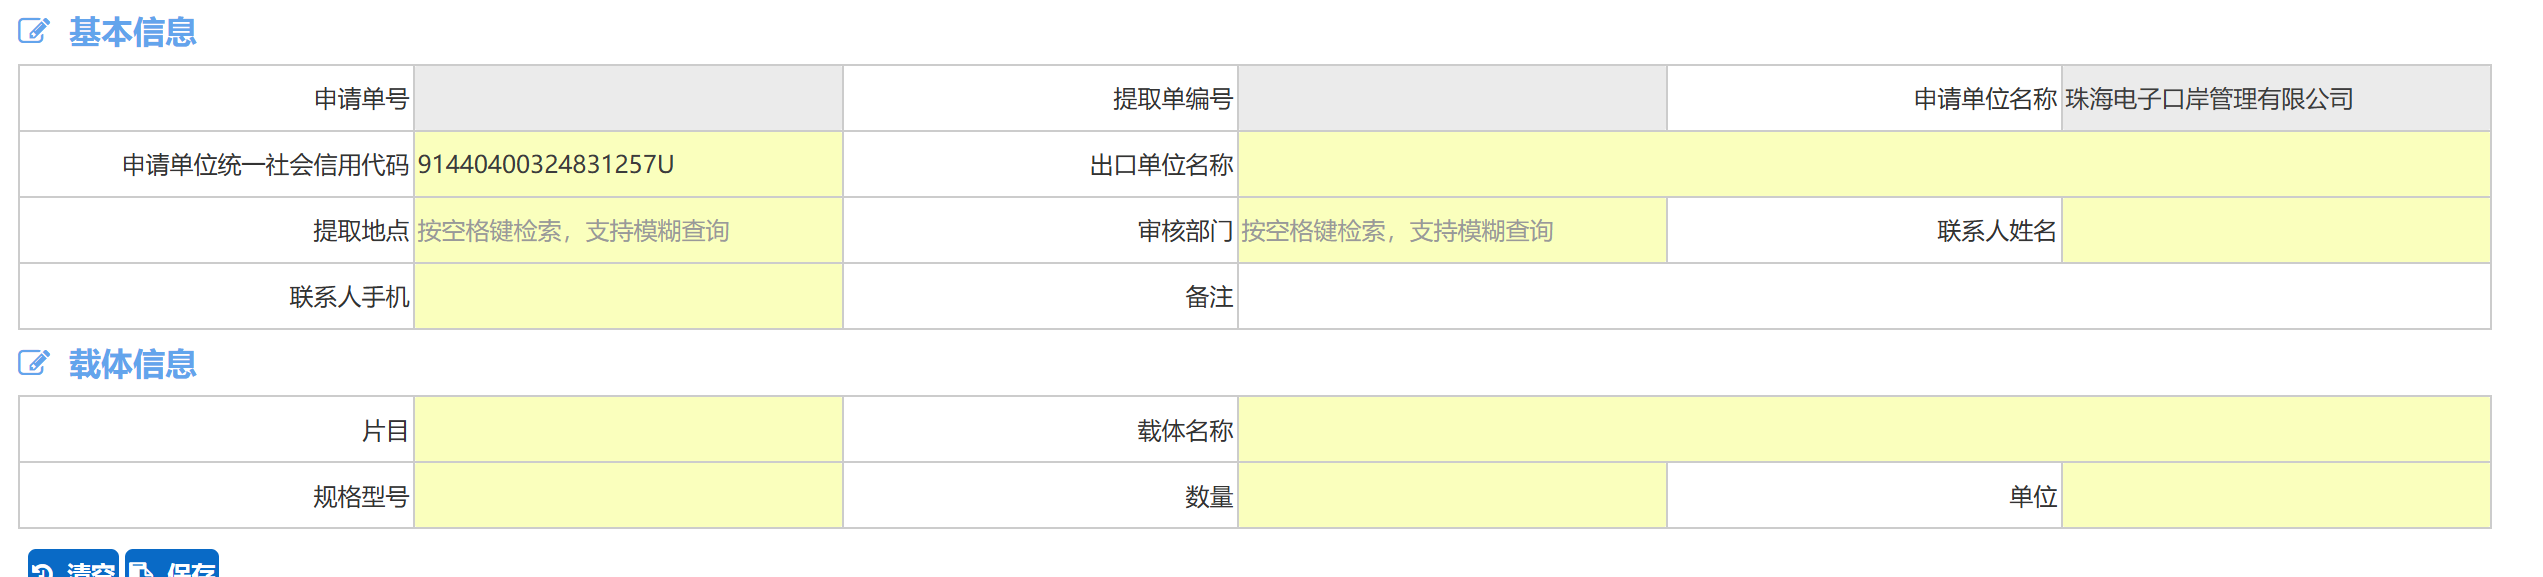 基本信息
申请单号 提取单编号 申请单位名称 珠海电子口岸管理有限公司
申请单位统一社会信用代码 91440400324831257U 出口单位名称
提取地点 按空格键检索，支持模糊查询 审核部门 按空格键检索，支持模糊查询 联系人姓名
联系人手机 备注
载体信息
片目 载体名称
规格型号 数量 单位
清空 保存